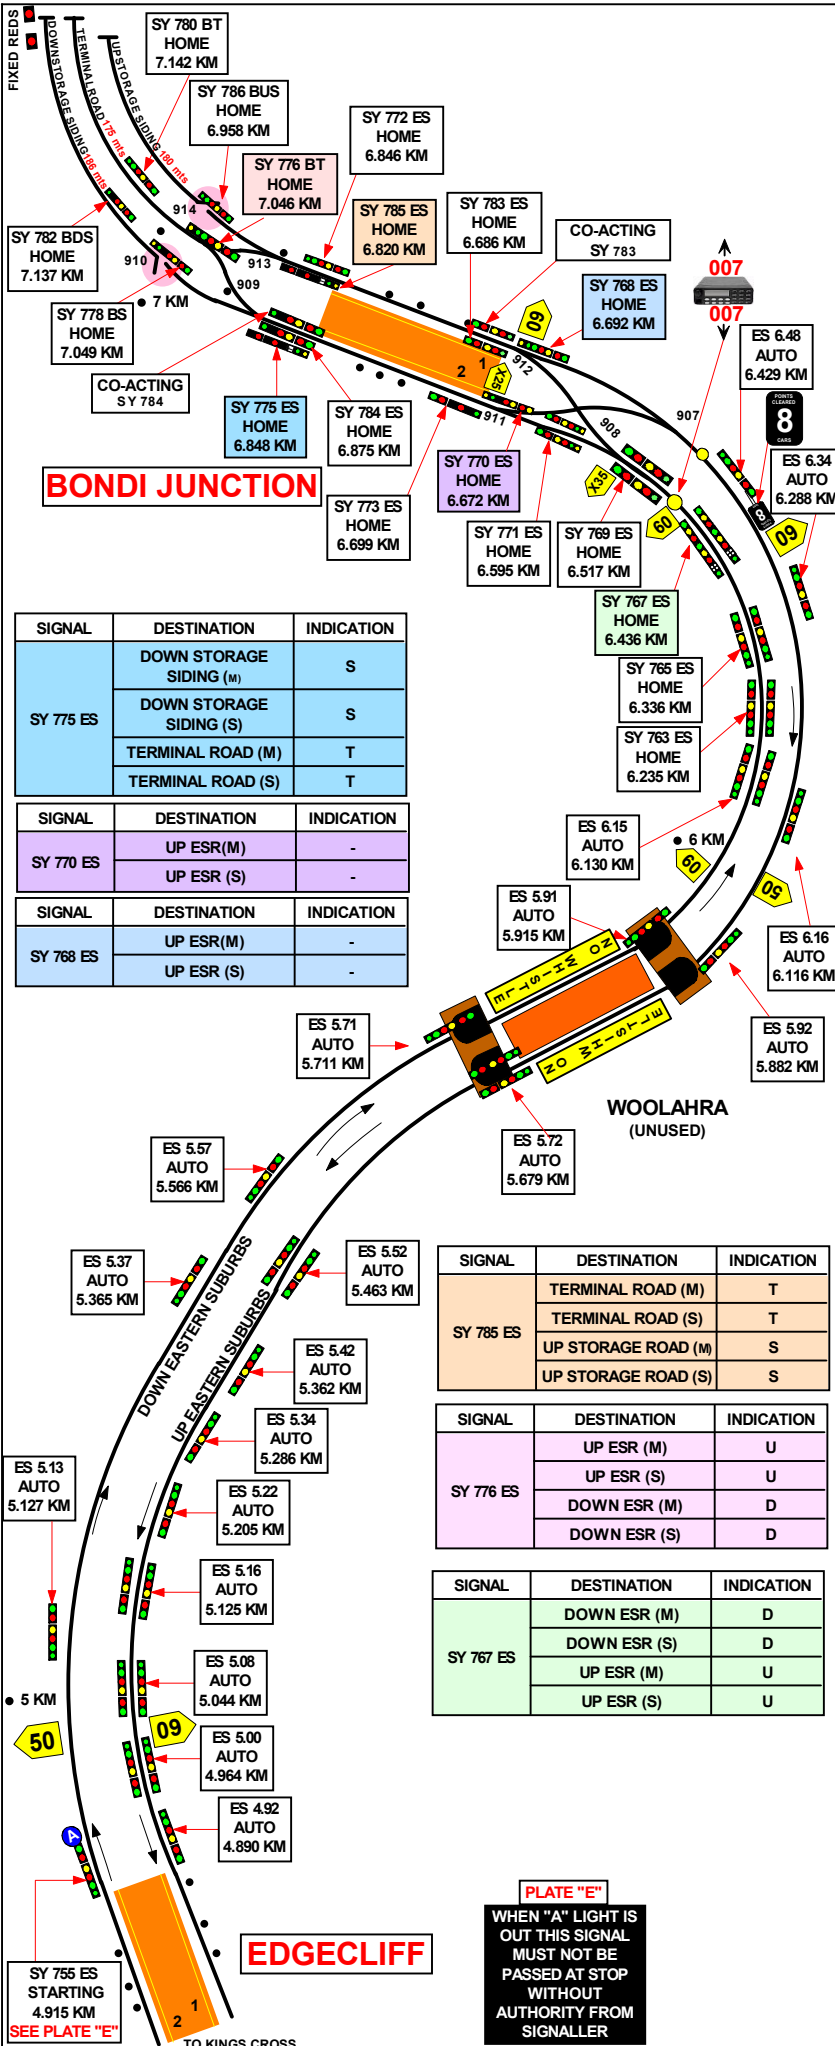 FIXED REDS
DOWNSTORAGE SIDING 186 mts
TERMINALROAD 175 mts
UPSTORAGE SIDING 180 mts
SY 780 BT
HOME
7.142 KM
SY 786 BUS
HOME
6.958 KM
SY 772 ES
HOME
6.846 KM
SY 776 BT
HOME
7.046 KM
SY 785 ES
HOME
6.820 KM
SY 783 ES
HOME
6.686 KM
CO-ACTING
SY 783
007
007
SY 782 BDS
HOME
7.137 KM
914
913
910
909
7 KM
SY 768 ES
HOME
6.692 KM
60
SY 778 BS
HOME
7.049 KM
ES 6.48
AUTO
6.429 KM
CO-ACTING
SY 784
2 1
X25
912
911
908
907
POINTS
CLEARED
8
CARS
SY 775 ES
HOME
6.848 KM
SY 784 ES
HOME
6.875 KM
BONDI JUNCTION
SY 773 ES
HOME
6.699 KM
SY 770 ES
HOME
6.672 KM
X35
60
8
60
ES 6.34
AUTO
6.288 KM
SY 771 ES
HOME
6.595 KM
SY 769 ES
HOME
6.517 KM
SY 767 ES
HOME
6.436 KM
SIGNAL DESTINATION INDICATION
SY 775 ES
DOWN STORAGE
SIDING (M) S
DOWN STORAGE
SIDING (S) S
TERMINAL ROAD (M) T
TERMINAL ROAD (S) T
SY 765 ES
HOME
6.336 KM
SY 763 ES
HOME
6.235 KM
SIGNAL DESTINATION INDICATION
SY 770 ES
UP ESR(M) -
UP ESR (S) -
ES 6.15
AUTO
6.130 KM
6 KM
60
50
SIGNAL DESTINATION INDICATION
SY 768 ES
UP ESR(M) -
UP ESR (S) -
ES 5.91
AUTO
5.915 KM
ES 6.16
AUTO
6.116 KM
NO WHISTLE
NO WHISTLE
ES 5.71
AUTO
5.711 KM
ES 5.92
AUTO
5.882 KM
WOOLAHRA
(UNUSED)
ES 5.72
AUTO
5.679 KM
ES 5.57
AUTO
5.566 KM
ES 5.37
AUTO
5.365 KM
DOWN EASTERN SUBURBS
UP EASTERN SUBURBS
ES 5.52
AUTO
5.463 KM
ES 5.42
AUTO
5.362 KM
ES 5.34
AUTO
5.286 KM
SIGNAL DESTINATION INDICATION
SY 785 ES
TERMINAL ROAD (M) T
TERMINAL ROAD (S) T
UP STORAGE ROAD (M) S
UP STORAGE ROAD (S) S
SIGNAL DESTINATION INDICATION
SY 776 ES
UP ESR (M) U
UP ESR (S) U
DOWN ESR (M) D
DOWN ESR (S) D
ES 5.13
AUTO
5.127 KM
ES 5.22
AUTO
5.205 KM
ES 5.16
AUTO
5.125 KM
SIGNAL DESTINATION INDICATION
SY 767 ES
DOWN ESR (M) D
DOWN ESR (S) D
UP ESR (M) U
UP ESR (S) U
ES 5.08
AUTO
5.044 KM
5 KM
50
60
ES 5.00
AUTO
4.964 KM
ES 4.92
AUTO
4.890 KM
A
EDGECLIFF
SY 755 ES
STARTING
4.915 KM
SEE PLATE "E"
2 1
TO KINGS CROSS
PLATE "E"
WHEN "A" LIGHT IS
OUT THIS SIGNAL
MUST NOT BE
PASSED AT STOP
WITHOUT
AUTHORITY FROM
SIGNALLER